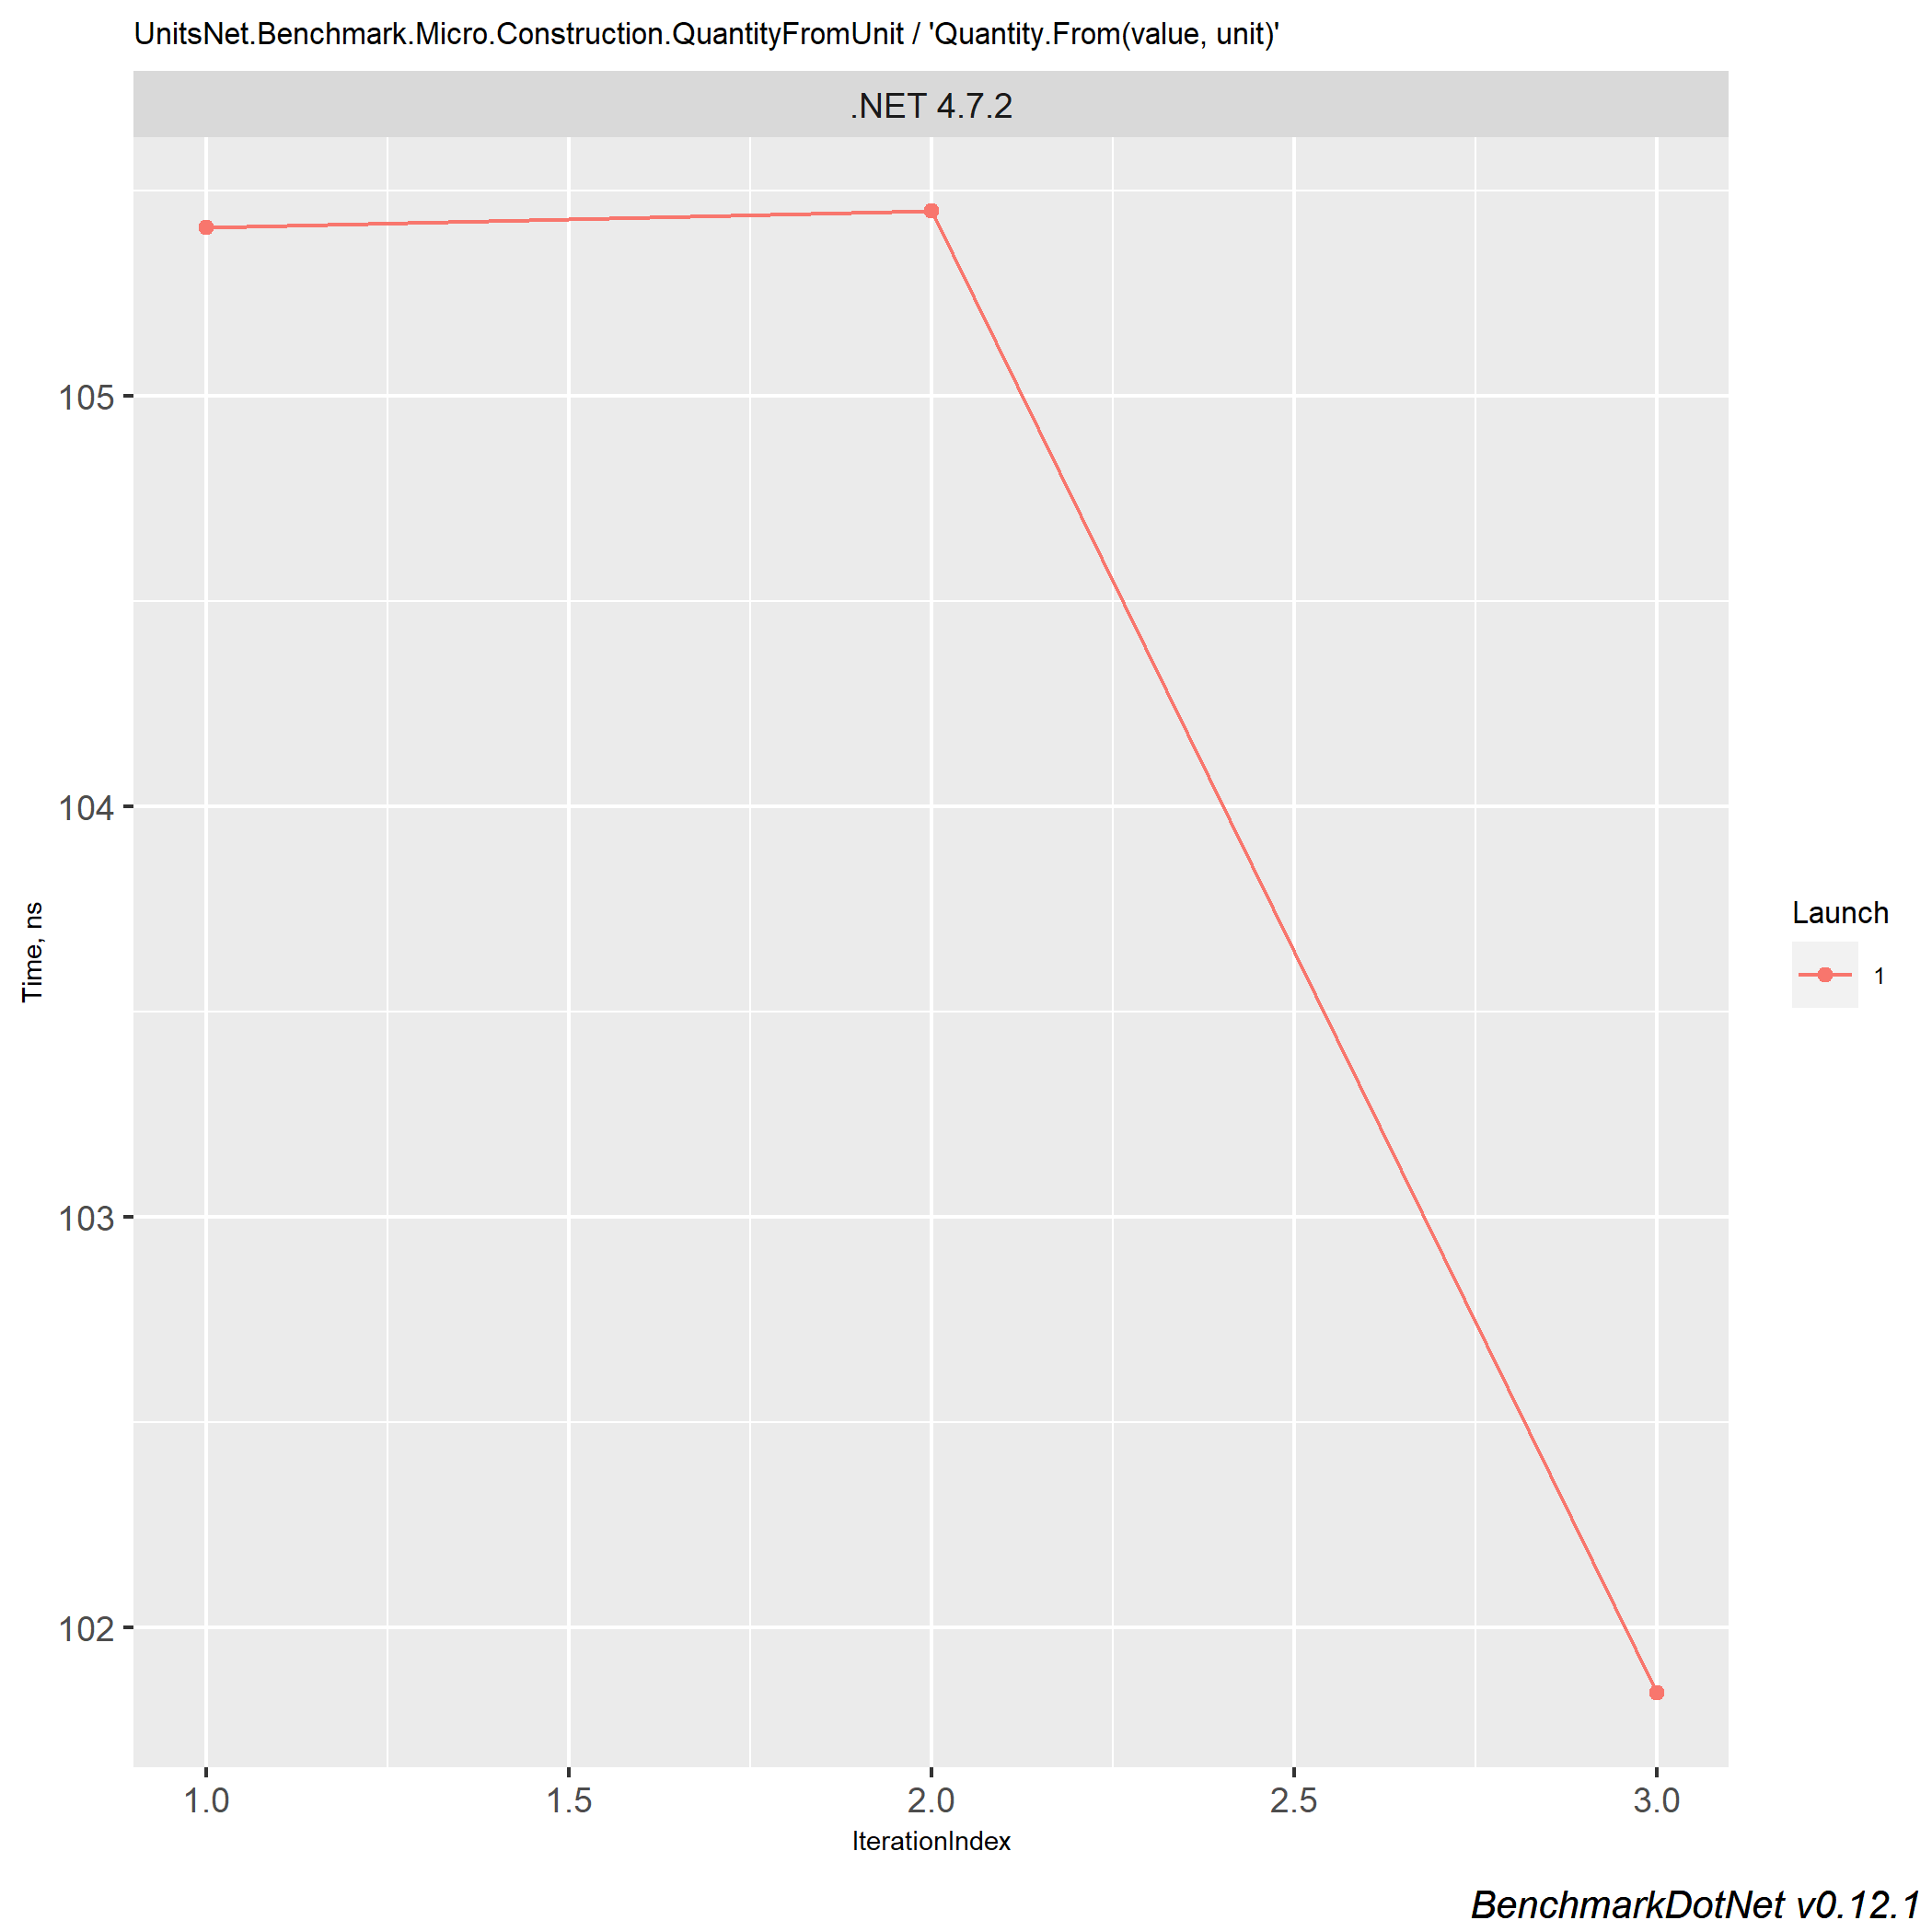 UnitsNet.Benchmark.Micro.Construction.QuantityFromUnit / 'Quantity.From(value, unit)'
.NET 4.7.2
105
104
103
102
Time, ns
1.0 1.5 2.0 2.5 3.0
IterationIndex
Launch
1
BenchmarkDotNet v0.12.1